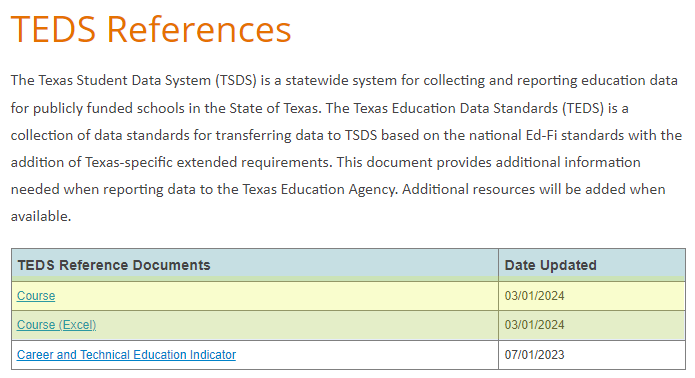 TEDS References
The Texas Student Data System (TSDS) is a statewide system for collecting and reporting education data
for publicly funded schools in the State of Texas. The Texas Education Data Standards (TEDS) is a
collection of data standards for transferring data to TSDS based on the national Ed-Fi standards with the
addition of Texas-specific extended requirements. This document provides additional information
needed when reporting data to the Texas Education Agency. Additional resources will be added when
available.
TEDS Reference Documents Date Updated
Course 03/01/2024
Course (Excel) 03/01/2024
Career and Technical Education Indicator 07/01/2023